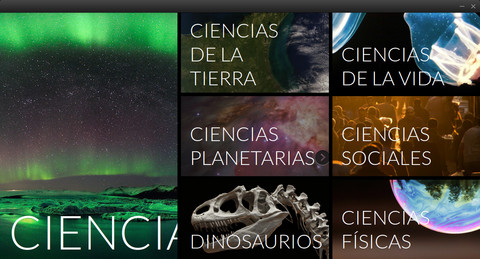 CIENCIA
CIENCIAS
DE LA
TIERRA
CIENCIAS
DE LA VIDA
CIENCIAS
PLANETARIAS
CIENCIAS
SOCIALES
DINOSAURIOS
CIENCIAS
FÍSICAS